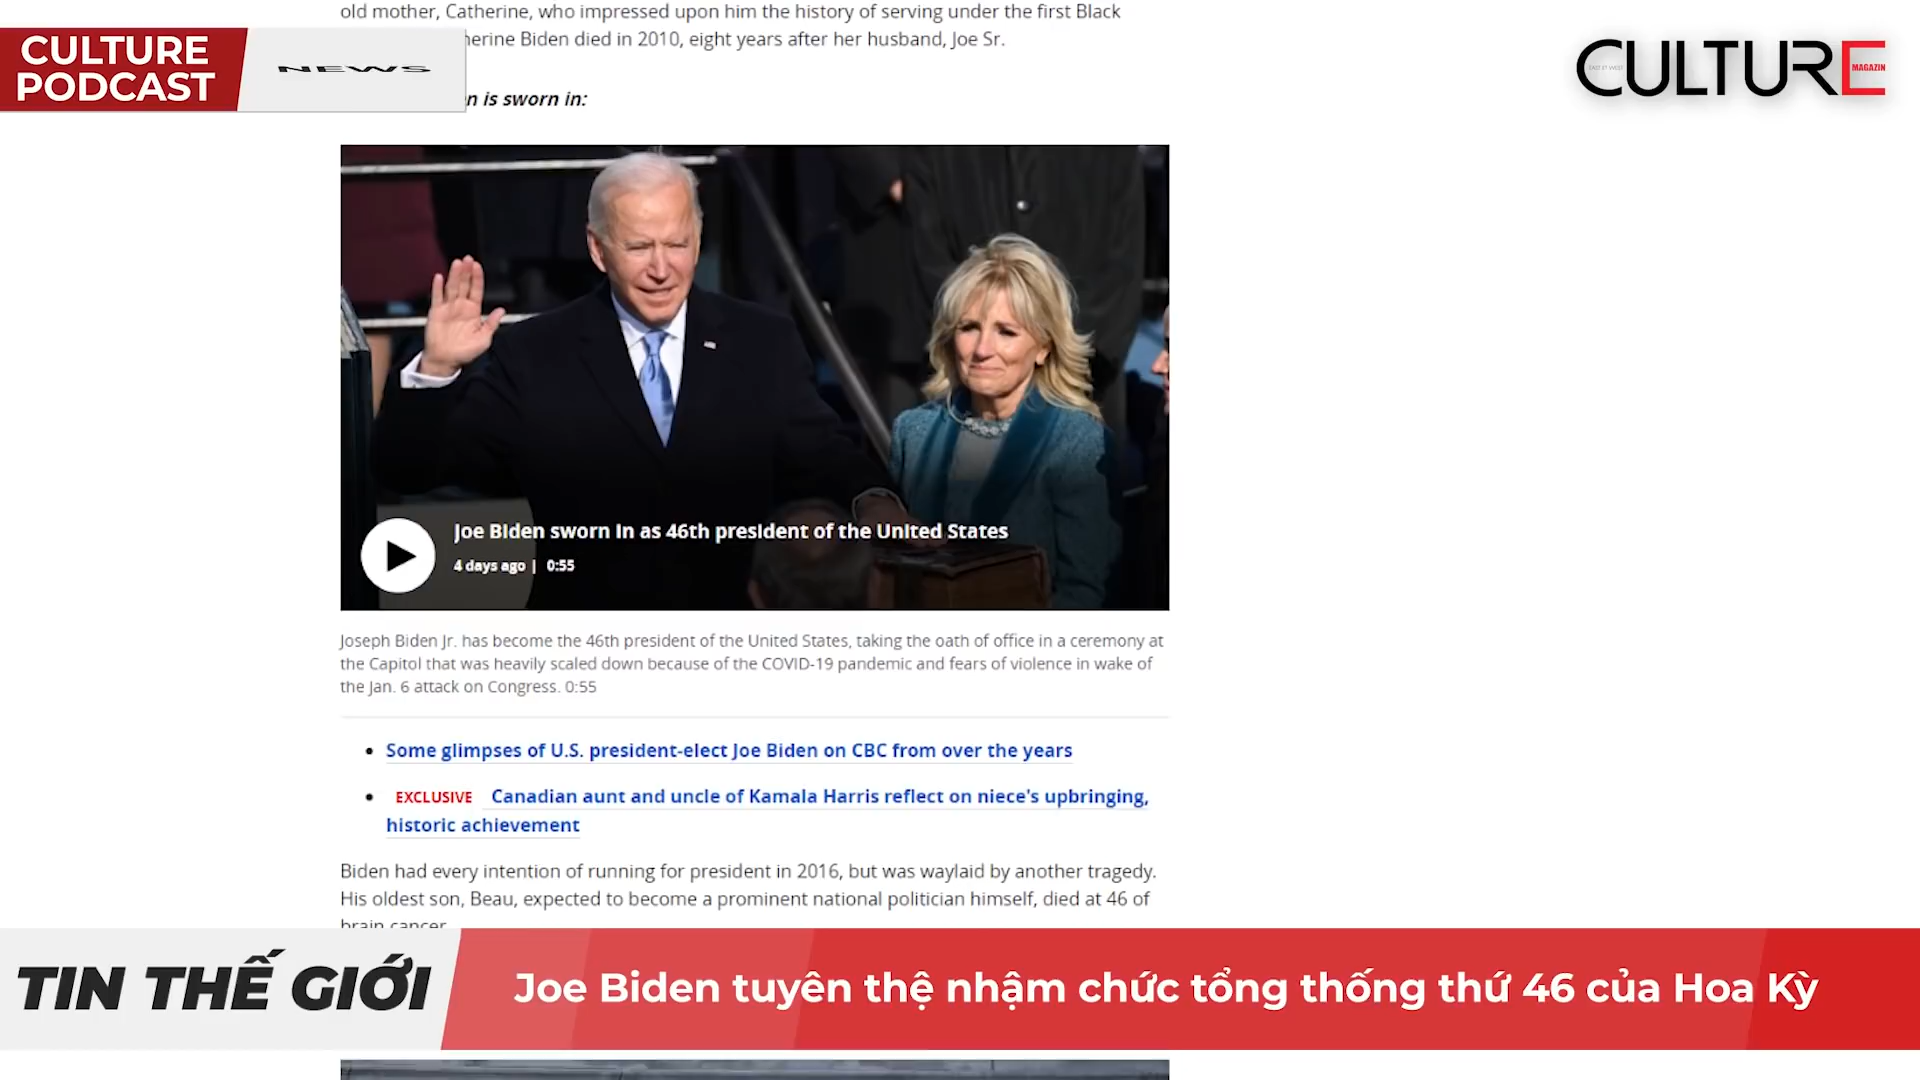 old mother, Catherine, who impressed upon him the history of serving under the first Black
herine Biden died in 2010, eight years after her husband, Joe Sr.
CULTURE
PODCAST
NEWS
CULTURE
MAGAZIN
n is sworn in:
Joe Biden sworn in as 46th president of the United States
4 days ago | 0:55
Joseph Biden Jr. has become the 46th president of the United States, taking the oath of office in a ceremony at
the Capitol that was heavily scaled down because of the COVID-19 pandemic and fears of violence in wake of
the Jan. 6 attack on Congress. 0:55
Some glimpses of U.S. president-elect Joe Biden on CBC from over the years
EXCLUSIVE Canadian aunt and uncle of Kamala Harris reflect on niece's upbringing,
historic achievement
Biden had every intention of running for president in 2016, but was waylaid by another tragedy.
His oldest son, Beau, expected to become a prominent national politician himself, died at 46 of
brain cancer.
TIN THẾ GIỚI
Joe Biden tuyên thệ nhậm chức tổng thống thứ 46 của Hoa Kỳ